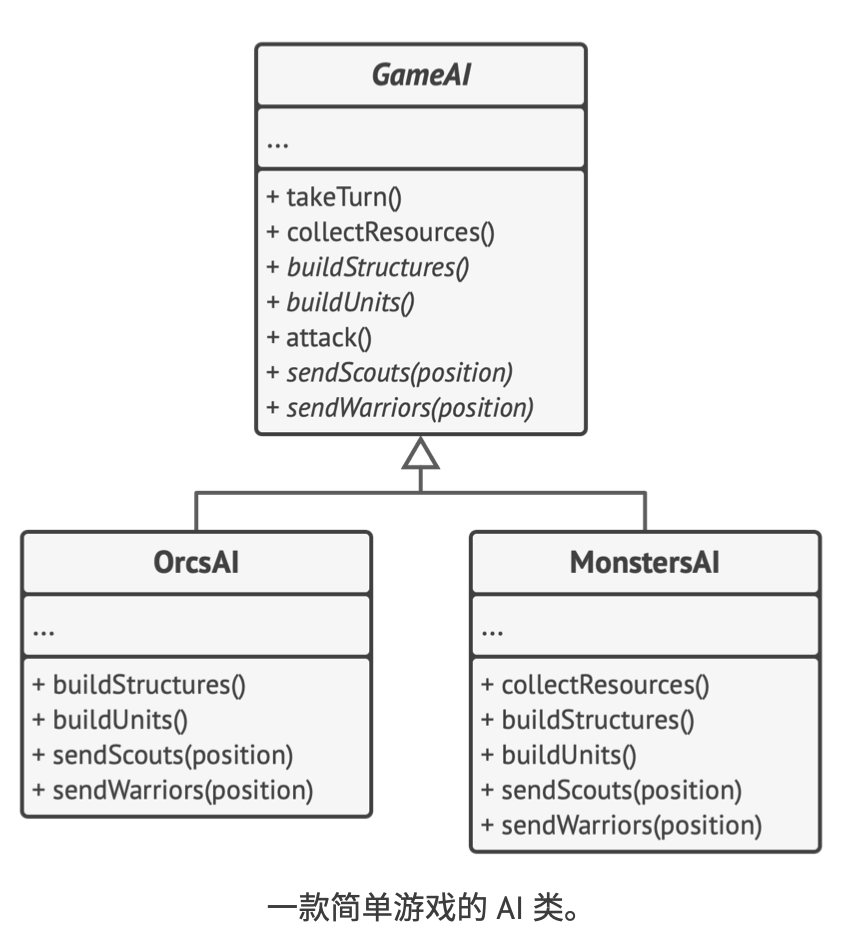 GameAI
...
+ takeTurn()
+ collectResources()
+ buildStructures()
+ buildUnits()
+ attack()
+ sendScouts(position)
+ sendWarriors(position)
OrcsAI
...
+ buildStructures()
+ buildUnits()
+ sendScouts(position)
+ sendWarriors(position)
MonstersAI
...
+ collectResources()
+ buildStructures()
+ buildUnits()
+ sendScouts(position)
+ sendWarriors(position)
一款简单游戏的 AI 类。